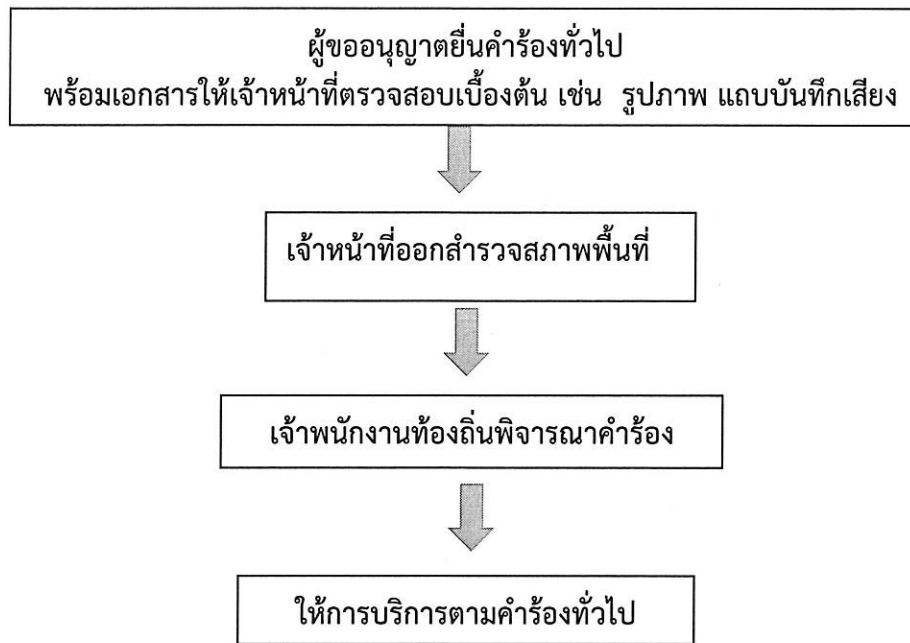 ผู้ขออนุญาตยื่นคำร้องทั่วไป
พร้อมเอกสารให้เจ้าหน้าที่ตรวจสอบเบื้องต้น เช่น รูปภาพ แถบบันทึกเสียง
เจ้าหน้าที่ออกสำรวจสภาพพื้นที่
เจ้าพนักงานท้องถิ่นพิจารณาคำร้อง
ให้การบริการตามคำร้องทั่วไป